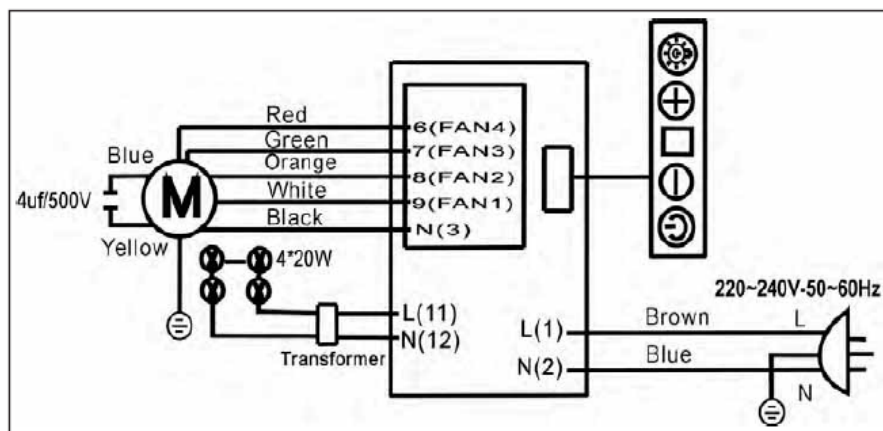 Red
6(FAN4)
Green
7(FAN3)
Blue
Orange
8(FAN2)
4uf/500V
M
White
9(FAN1)
Black
N(3)
Yellow
4*20W
220~240V-50~60Hz
L(11)
L(1)
Brown
L
N(12)
Transformer
N(2)
Blue
N